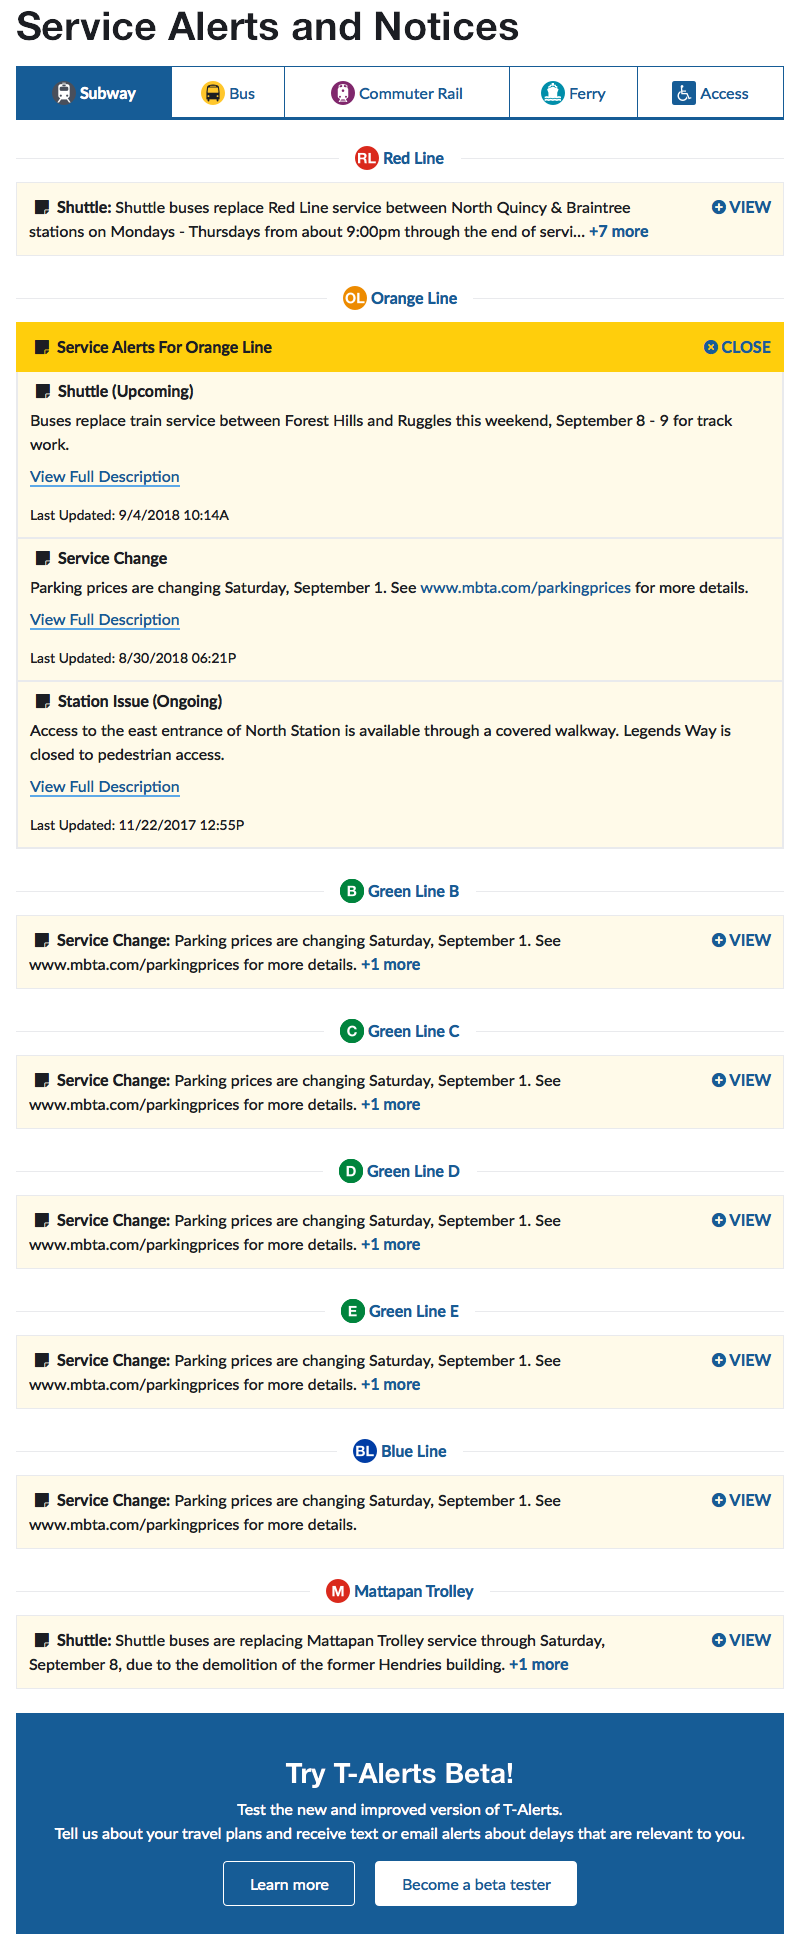 Service Alerts and Notices
Subway
Bus
Commuter Rail
Ferry
Access
RL Red Line
Shuttle: Shuttle buses replace Red Line service between North Quincy & Braintree
stations on Mondays - Thursdays from about 9:00pm through the end of servi... +7 more
VIEW
OL Orange Line
Service Alerts For Orange Line
CLOSE
Shuttle (Upcoming)
Buses replace train service between Forest Hills and Ruggles this weekend, September 8 - 9 for track
work.
View Full Description
Last Updated: 9/4/2018 10:14A
Service Change
Parking prices are changing Saturday, September 1. See www.mbta.com/parkingprices for more details.
View Full Description
Last Updated: 8/30/2018 06:21P
Station Issue (Ongoing)
Access to the east entrance of North Station is available through a covered walkway. Legends Way is
closed to pedestrian access.
View Full Description
Last Updated: 11/22/2017 12:55P
B Green Line B
Service Change: Parking prices are changing Saturday, September 1. See
www.mbta.com/parkingprices for more details. +1 more
VIEW
C Green Line C
Service Change: Parking prices are changing Saturday, September 1. See
www.mbta.com/parkingprices for more details. +1 more
VIEW
D Green Line D
Service Change: Parking prices are changing Saturday, September 1. See
www.mbta.com/parkingprices for more details. +1 more
VIEW
E Green Line E
Service Change: Parking prices are changing Saturday, September 1. See
www.mbta.com/parkingprices for more details. +1 more
VIEW
BL Blue Line
Service Change: Parking prices are changing Saturday, September 1. See
www.mbta.com/parkingprices for more details.
VIEW
M Mattapan Trolley
Shuttle: Shuttle buses are replacing Mattapan Trolley service through Saturday,
September 8, due to the demolition of the former Hendries building. +1 more
VIEW
Try T-Alerts Beta!
Test the new and improved version of T-Alerts.
Tell us about your travel plans and receive text or email alerts about delays that are relevant to you.
Learn more
Become a beta tester